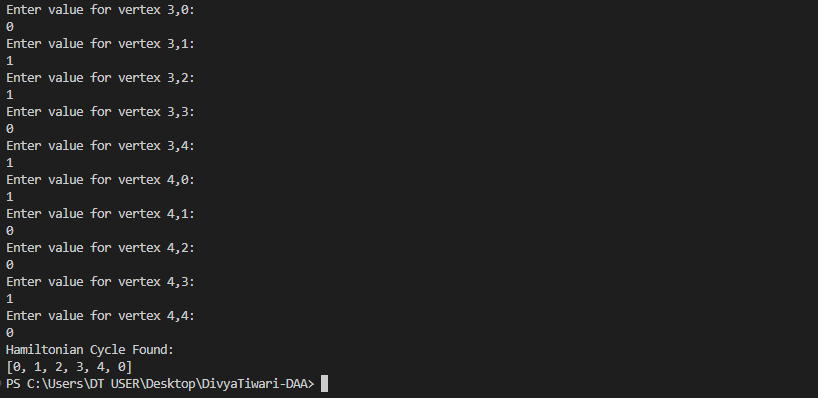 Enter value for vertex 3,0:
0
Enter value for vertex 3,1:
1
Enter value for vertex 3,2:
1
Enter value for vertex 3,3:
0
Enter value for vertex 3,4:
1
Enter value for vertex 4,0:
1
Enter value for vertex 4,1:
0
Enter value for vertex 4,2:
0
Enter value for vertex 4,3:
1
Enter value for vertex 4,4:
0
Hamiltonian Cycle Found:
[0, 1, 2, 3, 4, 0]
PS C:\Users\DT USER\Desktop\DivyaTiwari-DAA>